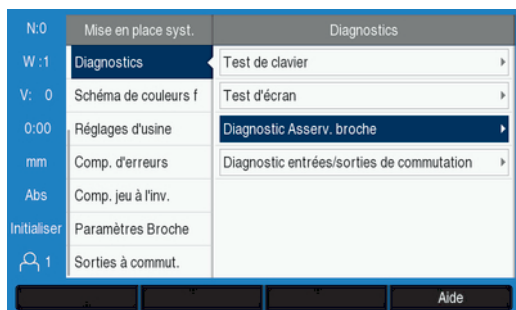 N:0
Mise en place syst.
Diagnostics
W :1
Diagnostics
Test de clavier
V: 0
Schéma de couleurs f
Test d'écran
0:00
Réglages d'usine
Diagnostic Asserv. broche
mm
Comp. d'erreurs
Diagnostic entrées/sorties de commutation
Abs
Comp. jeu à l'inv.
Initialiser
Paramètres Broche
1
Sorties à commut.
Aide